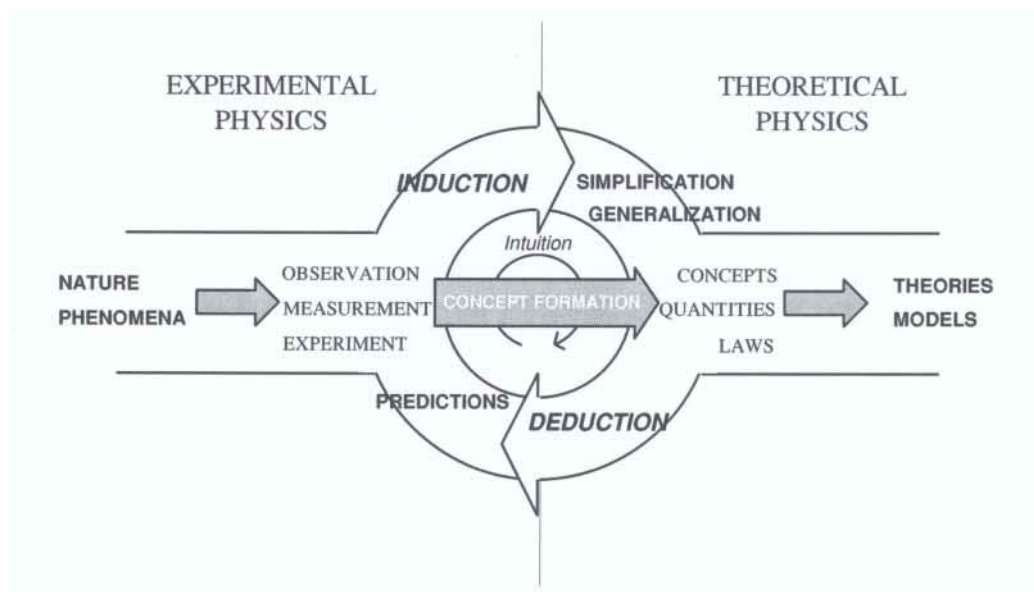 EXPERIMENTAL
PHYSICS
THEORETICAL
PHYSICS
INDUCTION
SIMPLIFICATION
GENERALIZATION
Intuition
NATURE
PHENOMENA
OBSERVATION
MEASUREMENT
EXPERIMENT
CONCEPT FORMATION
CONCEPTS
QUANTITIES
LAWS
THEORIES
MODELS
PREDICTIONS
DEDUCTION